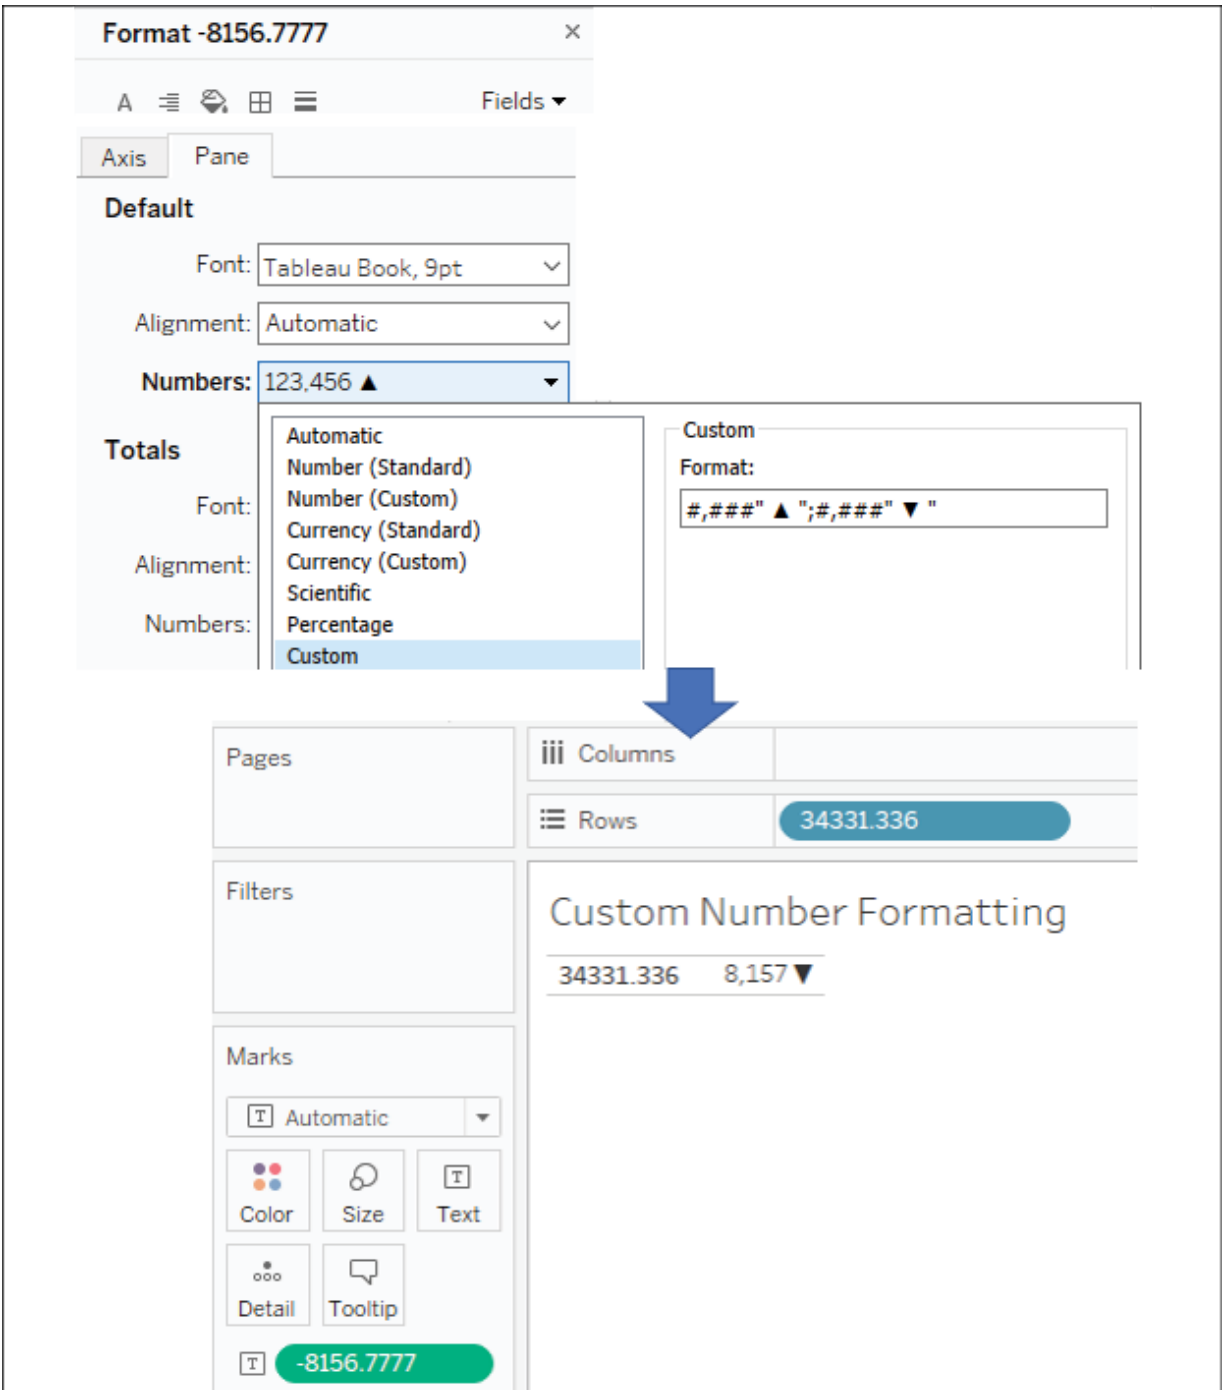 Format -8156.7777 ×
A Fields ▼
Axis Pane
Default
Font: Tableau Book, 9pt
Alignment: Automatic
Numbers: 123,456 ▲
Totals
Font:
Alignment:
Numbers:
Automatic
Number (Standard)
Number (Custom)
Currency (Standard)
Currency (Custom)
Scientific
Percentage
Custom
Custom
Format:
#,###" ▲ ";#,###" ▼ "
Pages
iii Columns
Rows 34331.336
Filters
Custom Number Formatting
34331.336 8,157 ▼
Marks
T Automatic
T
Color Size Text
Detail Tooltip
T -8156.7777